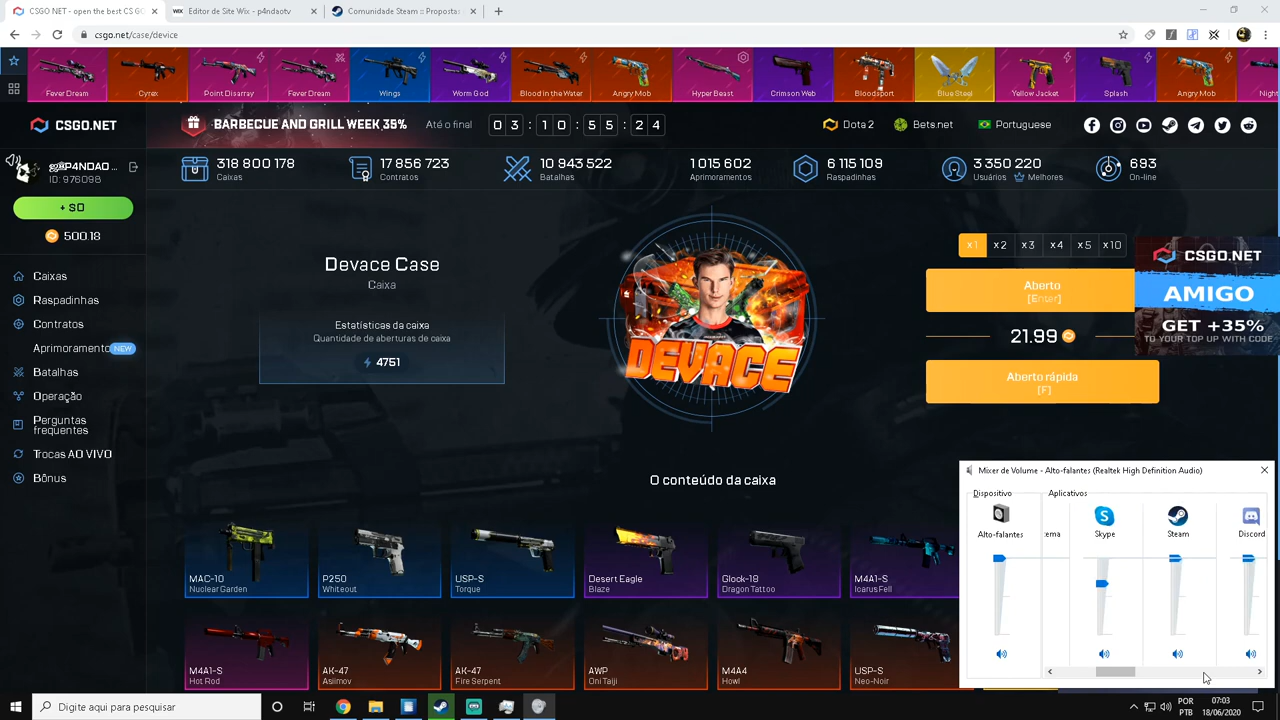 CSGO.NET - open the best CS GO
Editor de Site Wix - p4ndaotv
Comunidade Steam :: Propostas
csgo.net/case/device
Fever Dream
Cyrex
Point Disarray
Fever Dream
Wings
Worm God
Blood in the Water
Angry Mob
Hyper Beast
Crimson Web
Bloodsport
Blue Steel
Yellow Jacket
Splash
Angry Mob
CSGO.NET
BARBECUE AND GRILL WEEK 39%
Até o final
03:10:55:24
Dota 2
Bets.net
Portuguese
P4NDAO ...
ID: 976098
318 800 178
Caixas
17 856 723
Contratos
10 943 522
Batalhas
1 015 602
Aprimoramentos
6 115 109
Raspadinhas
3 350 220
Usuários
Melhores
693
On-line
+ $0
500.18
Caixas
Raspadinhas
Contratos
Aprimoramento NEW
Batalhas
Operação
Perguntas
frequentes
Trocas AO VIVO
Bônus
Devace Case
Caixa
Estatísticas da caixa
Quantidade de aberturas de caixa
4751
DEVACE
x1 x2 x3 x4 x5 x10
Aberto
[Enter]
21.99
Aberto rápida
[F]
CSGO.NET
AMIGO
GET +35%
TO YOUR TOP UP WITH CODE
O conteúdo da caixa
MAC-10
Nuclear Garden
P250
Whiteout
USP-S
Torque
Desert Eagle
Blaze
Glock-18
Dragon Tattoo
M4A1-S
Icarus Fell
M4A1-S
Hot Rod
AK-47
Asiimov
AK-47
Fire Serpent
AWP
Oni Taiji
M4A4
Howl
USP-S
Neo-Noir
Mixer de Volume - Alto-falantes (Realtek High Definition Audio)
Dispositivo
Aplicativos
Alto-falantes
tema
Skype
Steam
Discord
Digite aqui para pesquisar
POR
PTB
07:03
18/06/2020